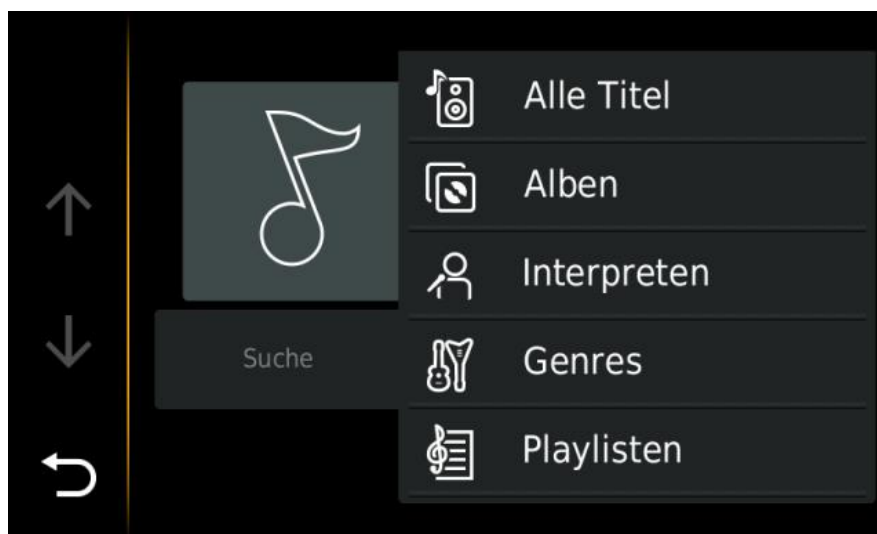 Alle Titel
Alben
Interpreten
Suche
Genres
Playlisten